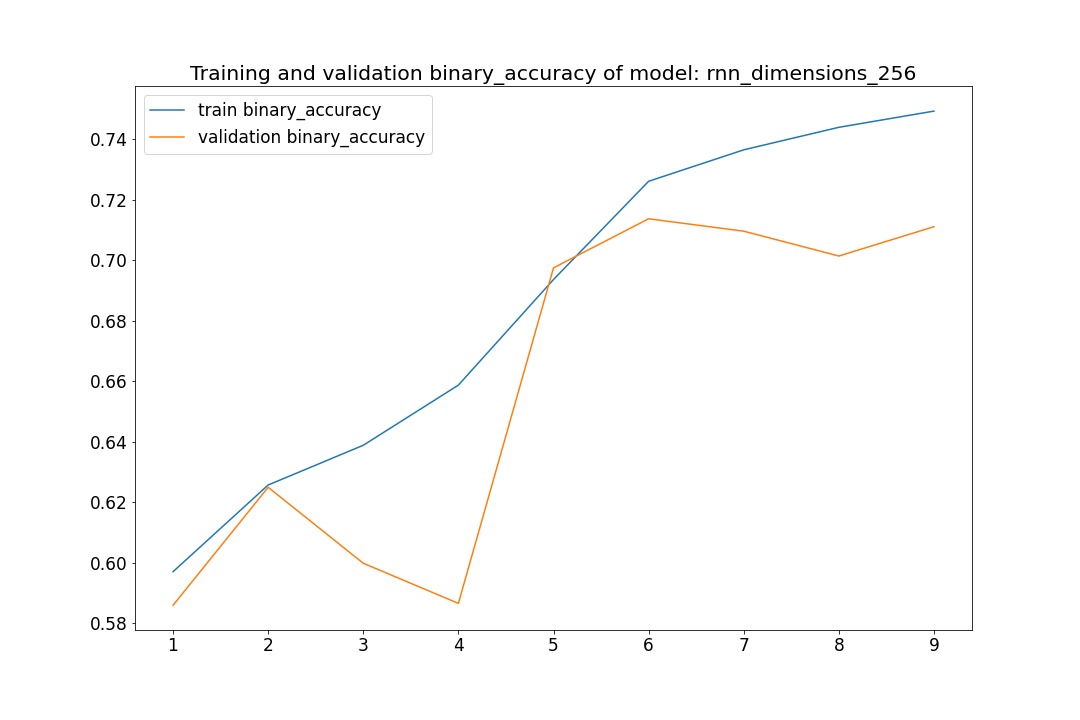 Training and validation binary_accuracy of model: rnn_dimensions_256
train binary_accuracy
validation binary_accuracy
0.74
0.72
0.70
0.68
0.66
0.64
0.62
0.60
0.58
1 2 3 4 5 6 7 8 9